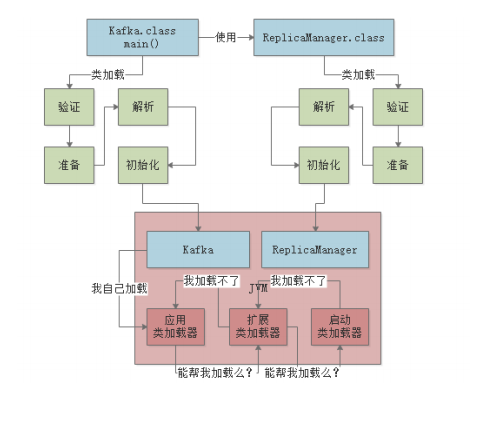 Kafka.class
main()
使用
ReplicaManager.class
类加载
类加载
验证
解析
解析
验证
准备
初始化
初始化
准备
Kafka
ReplicaManager
我自己加载
我加载不了
JVM
我加载不了
应用
类加载器
扩展
类加载器
启动
类加载器
能帮我加载么?
能帮我加载么?